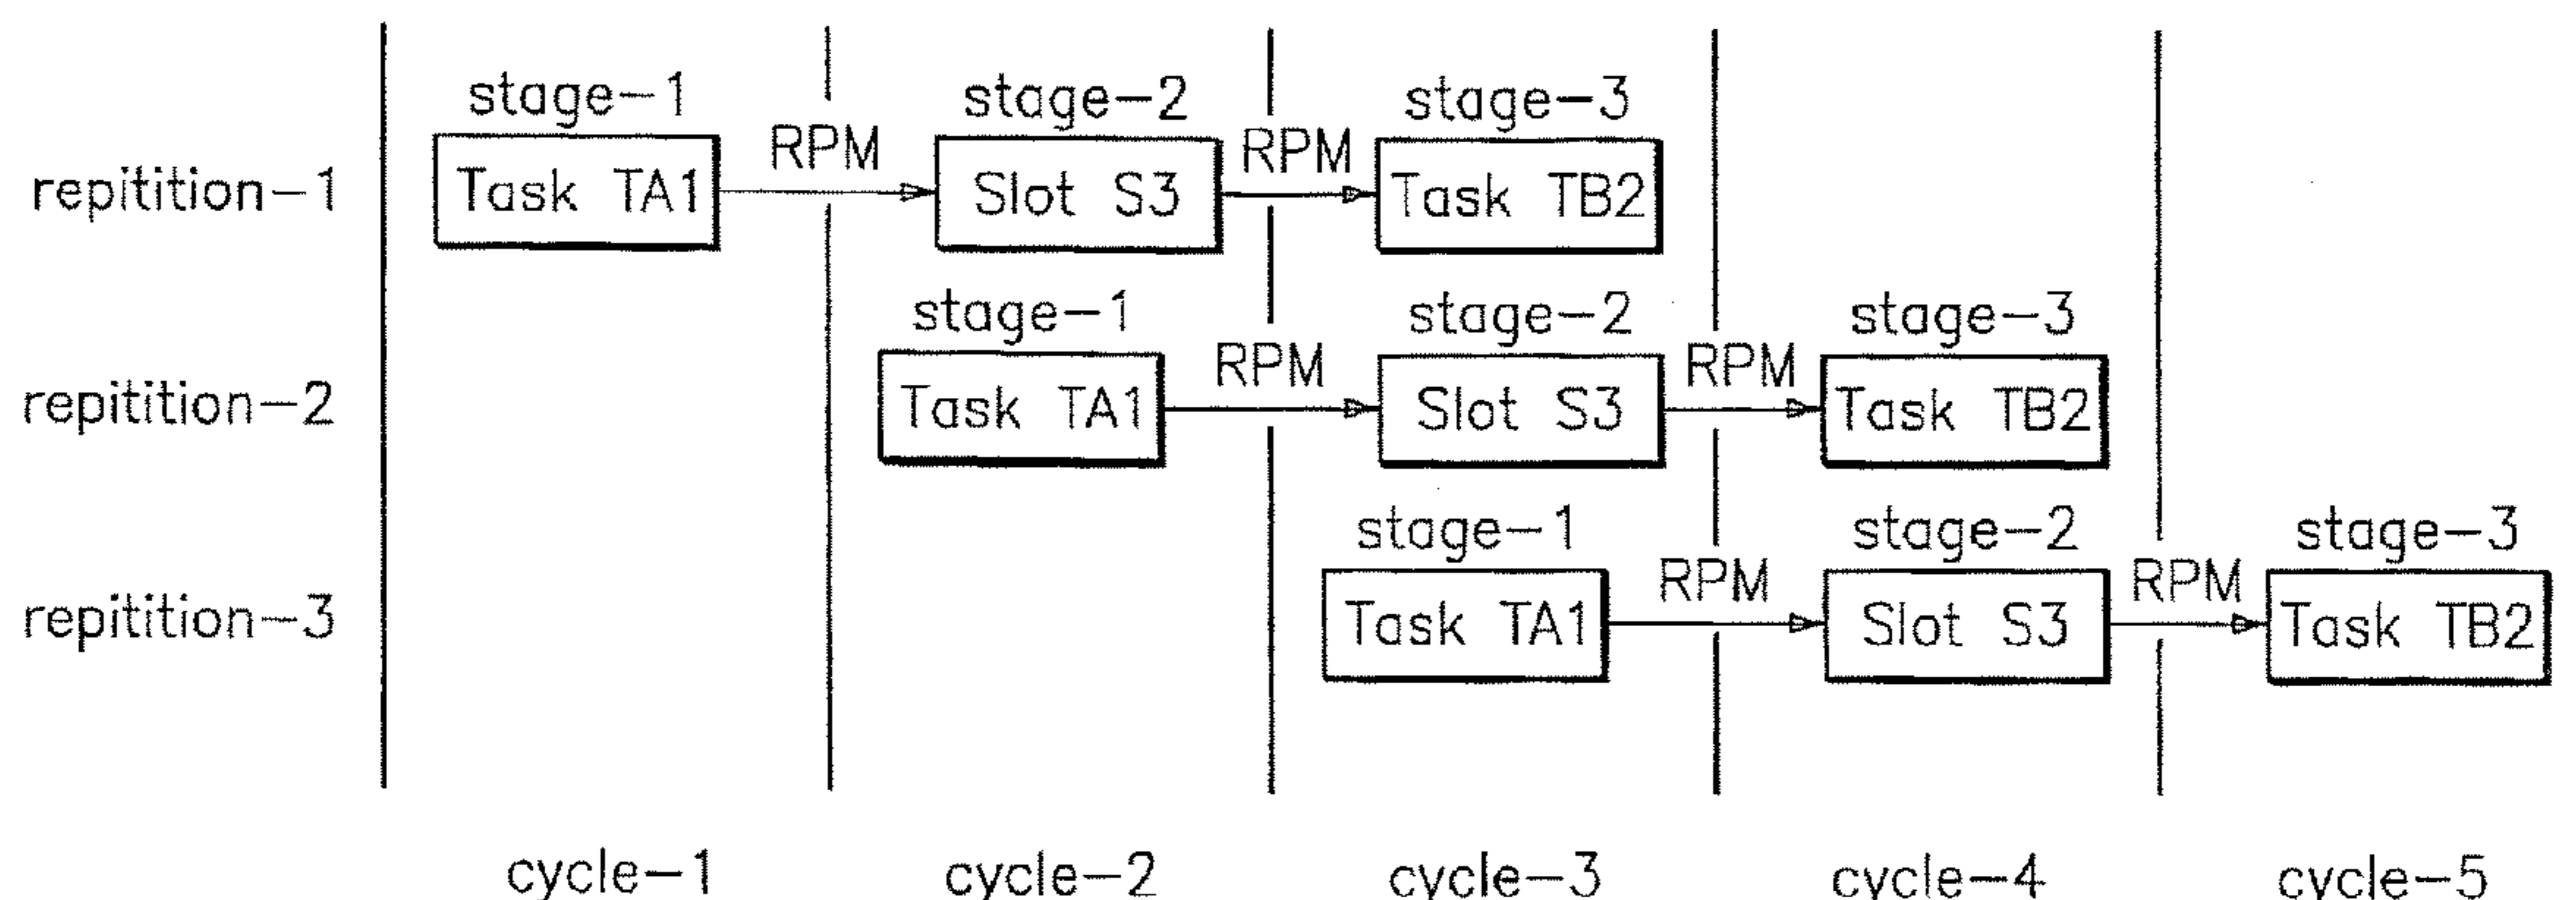 stage-1 stage-2 stage-3
RPM RPM
repitition-1 Task TA1 Slot S3 Task TB2
stage-1 stage-2 stage-3
RPM RPM
repitition-2 Task TA1 Slot S3 Task TB2
stage-1 stage-2 stage-3
RPM RPM
repitition-3 Task TA1 Slot S3 Task TB2
cycle-1 cycle-2 cycle-3 cycle-4 cycle-5